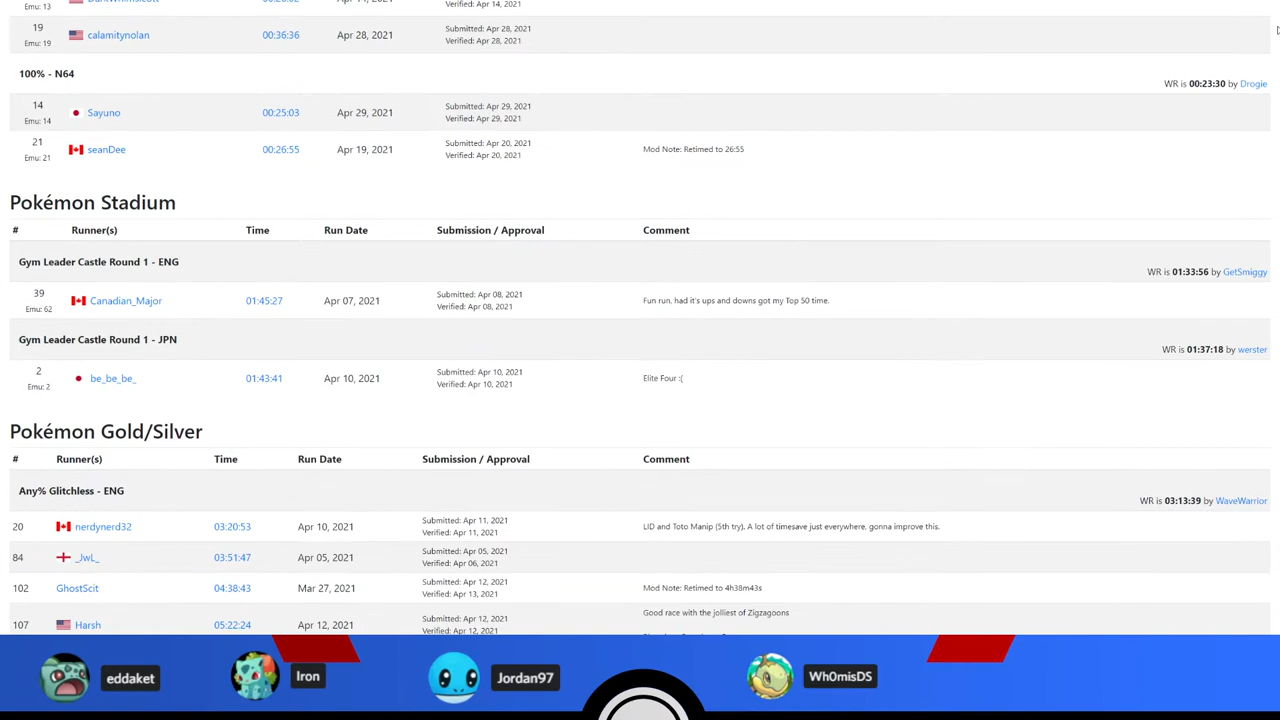 Emu: 13 DarkWhimsicott Verified: Apr 14, 2021
19 calamitynolan 00:36:36 Apr 28, 2021 Submitted: Apr 28, 2021
Emu: 19 Verified: Apr 28, 2021
100% - N64
WR is 00:23:30 by Drogie
14 Sayuno 00:25:03 Apr 29, 2021 Submitted: Apr 29, 2021
Emu: 14 Verified: Apr 29, 2021
21 seanDee 00:26:55 Apr 19, 2021 Submitted: Apr 20, 2021 Mod Note: Retimed to 26:55
Emu: 21 Verified: Apr 20, 2021
Pokémon Stadium
# Runner(s) Time Run Date Submission / Approval Comment
Gym Leader Castle Round 1 - ENG
WR is 01:33:56 by GetSmiggy
39 Canadian_Major 01:45:27 Apr 07, 2021 Submitted: Apr 08, 2021 Fun run, had it's ups and downs got my Top 50 time.
Emu: 62 Verified: Apr 08, 2021
Gym Leader Castle Round 1 - JPN
WR is 01:37:18 by werster
2 be_be_be_ 01:43:41 Apr 10, 2021 Submitted: Apr 10, 2021 Elite Four :(
Emu: 2 Verified: Apr 10, 2021
Pokémon Gold/Silver
# Runner(s) Time Run Date Submission / Approval Comment
Any% Glitchless - ENG
WR is 03:13:39 by WaveWarrior
20 nerdynerd32 03:20:53 Apr 10, 2021 Submitted: Apr 11, 2021 LID and Toto Manip (5th try). A lot of timesave just everywhere, gonna improve this.
Verified: Apr 11, 2021
84 _JwL_ 03:51:47 Apr 05, 2021 Submitted: Apr 05, 2021
Verified: Apr 06, 2021
102 GhostScit 04:38:43 Mar 27, 2021 Submitted: Apr 12, 2021 Mod Note: Retimed to 4h38m43s
Verified: Apr 13, 2021
107 Harsh 05:22:24 Apr 12, 2021 Submitted: Apr 12, 2021 Good race with the jolliest of Zigzagoons
Verified: Apr 12, 2021
eddaket Iron Jordan97 Wh0misDS